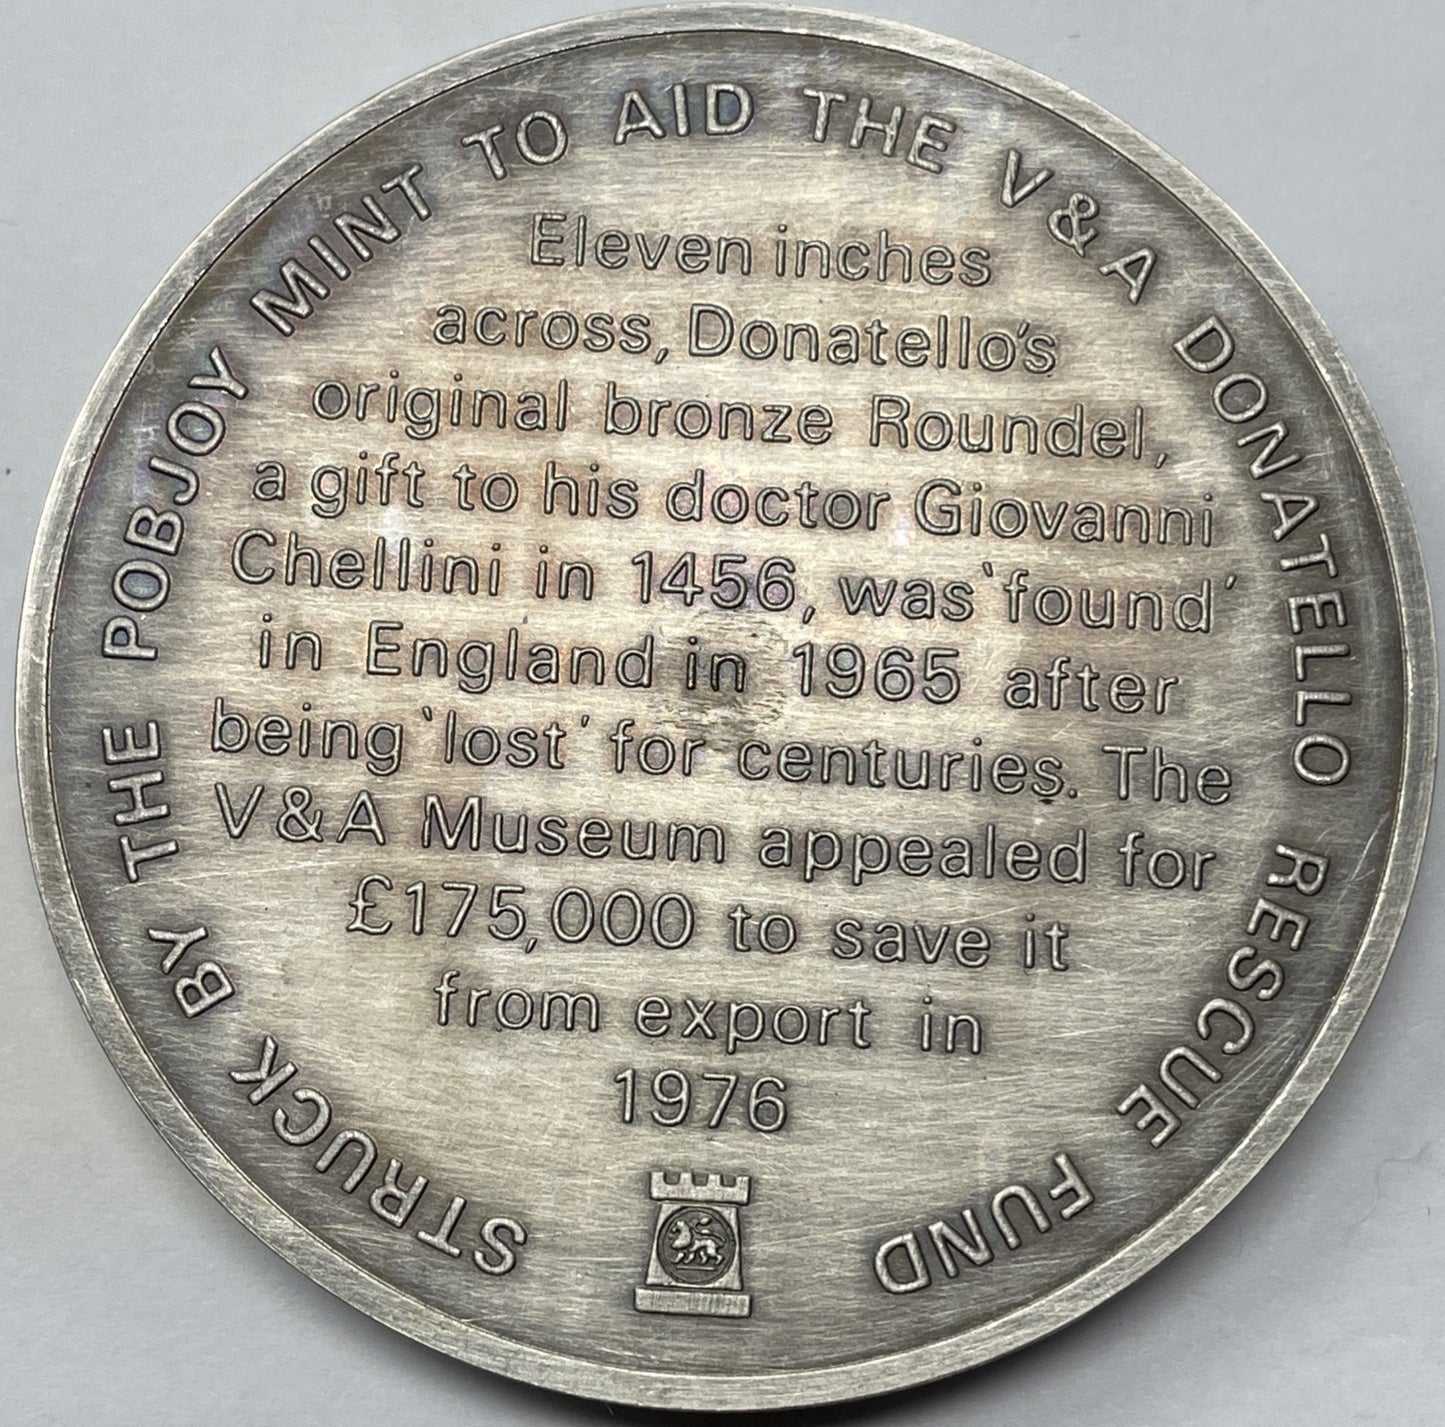 STRUCK BY THE POBJOY MINT TO AID THE V&A DONATELLO RESCUE FUND
Eleven inches
across, Donatello's
original bronze Roundel,
a gift to his doctor Giovanni
Chellini in 1456, was ‘found’
in England in 1965 after
being ‘lost’ for centuries. The
V&A Museum appealed for
£175,000 to save it
from export in
1976